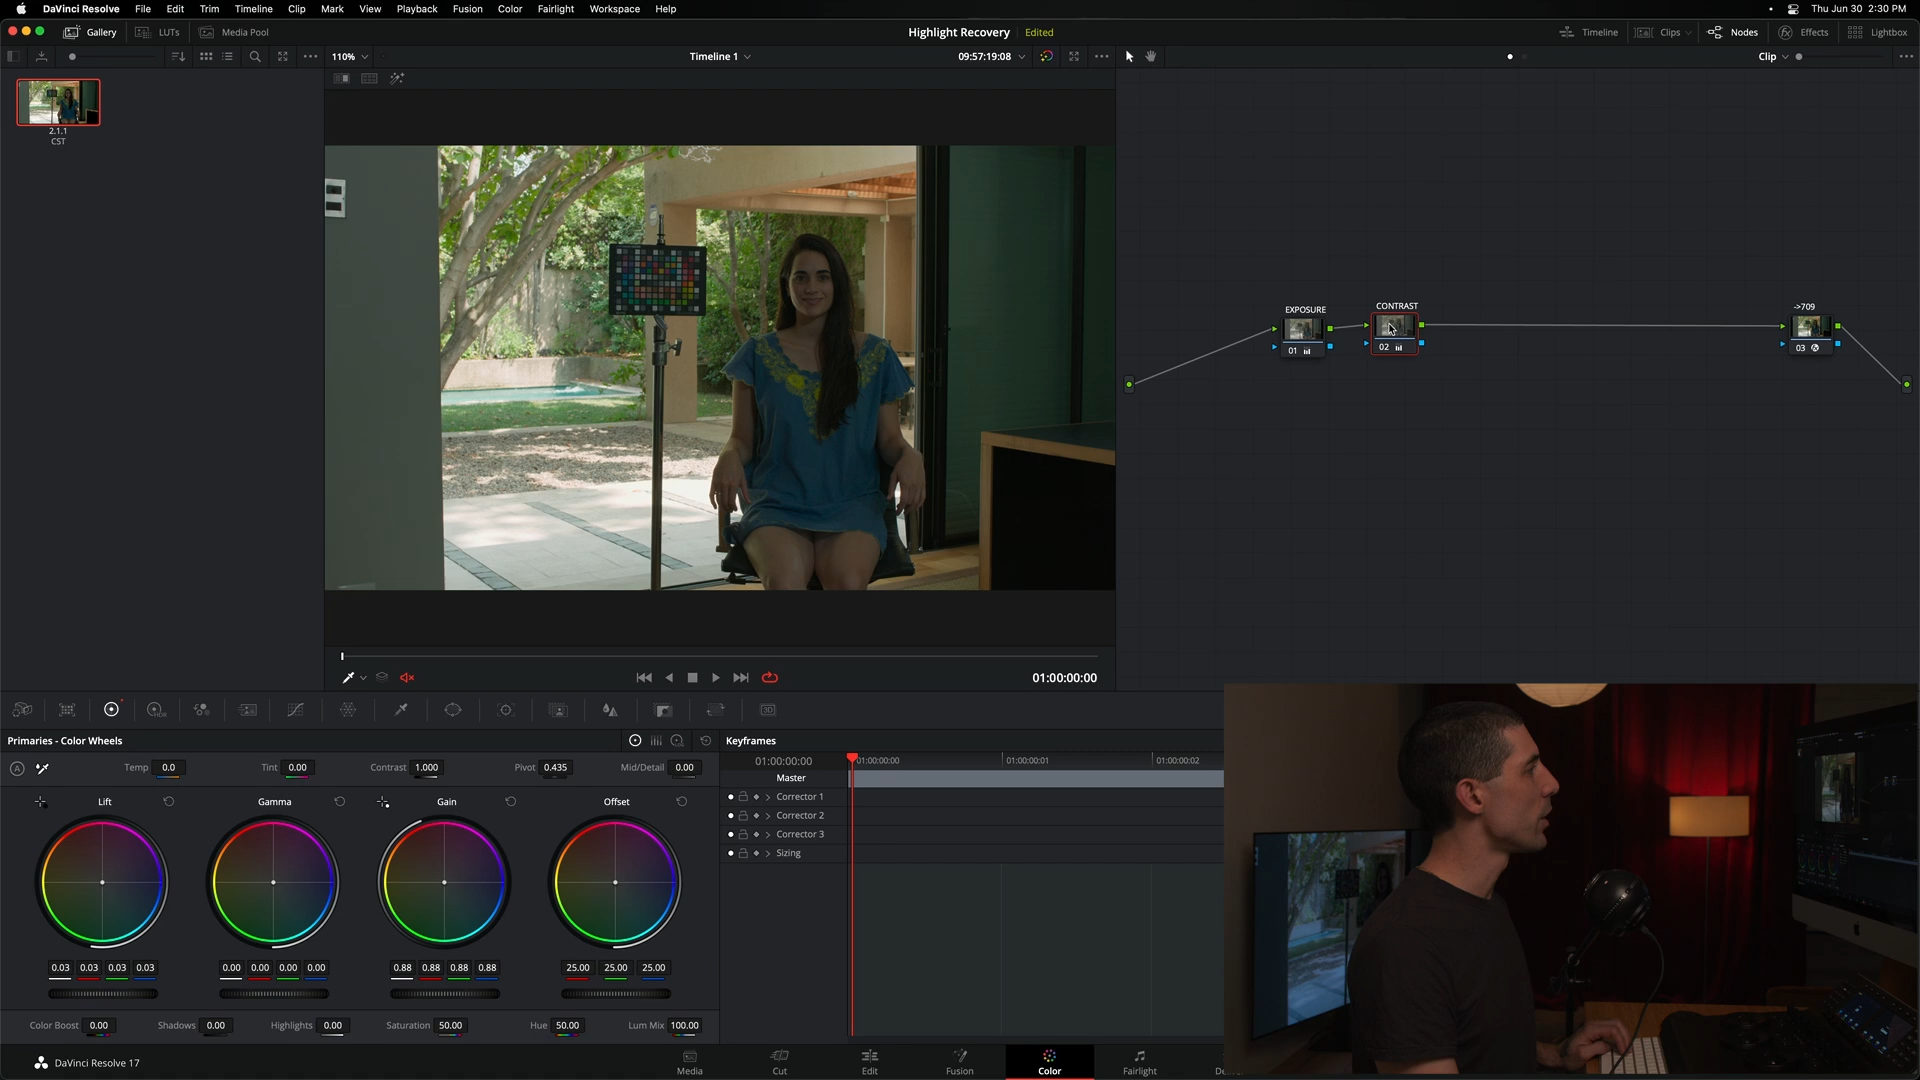 DaVinci Resolve File Edit Trim Timeline Clip Mark View Playback Fusion Color Fairlight Workspace Help Thu Jun 30 2:30 PM
Gallery LUTs Media Pool Highlight Recovery Edited Timeline Clips Nodes Effects Lightbox
110% Timeline 1 09:57:19:08 Clip
2.1.1
CST
EXPOSURE CONTRAST ->709
01 02 03
01:00:00:00
Primaries - Color Wheels Keyframes
Temp 0.0 Tint 0.00 Contrast 1.000 Pivot 0.435 Mid/Detail 0.00
01:00:00:00 01:00:00:00 01:00:00:01 01:00:00:02
Master
Lift Gamma Gain Offset
Corrector 1
Corrector 2
Corrector 3
Sizing
0.03 0.03 0.03 0.03 0.00 0.00 0.00 0.00 0.88 0.88 0.88 0.88 25.00 25.00 25.00
Color Boost 0.00 Shadows 0.00 Highlights 0.00 Saturation 50.00 Hue 50.00 Lum Mix 100.00
DaVinci Resolve 17 Media Cut Edit Fusion Color Fairlight